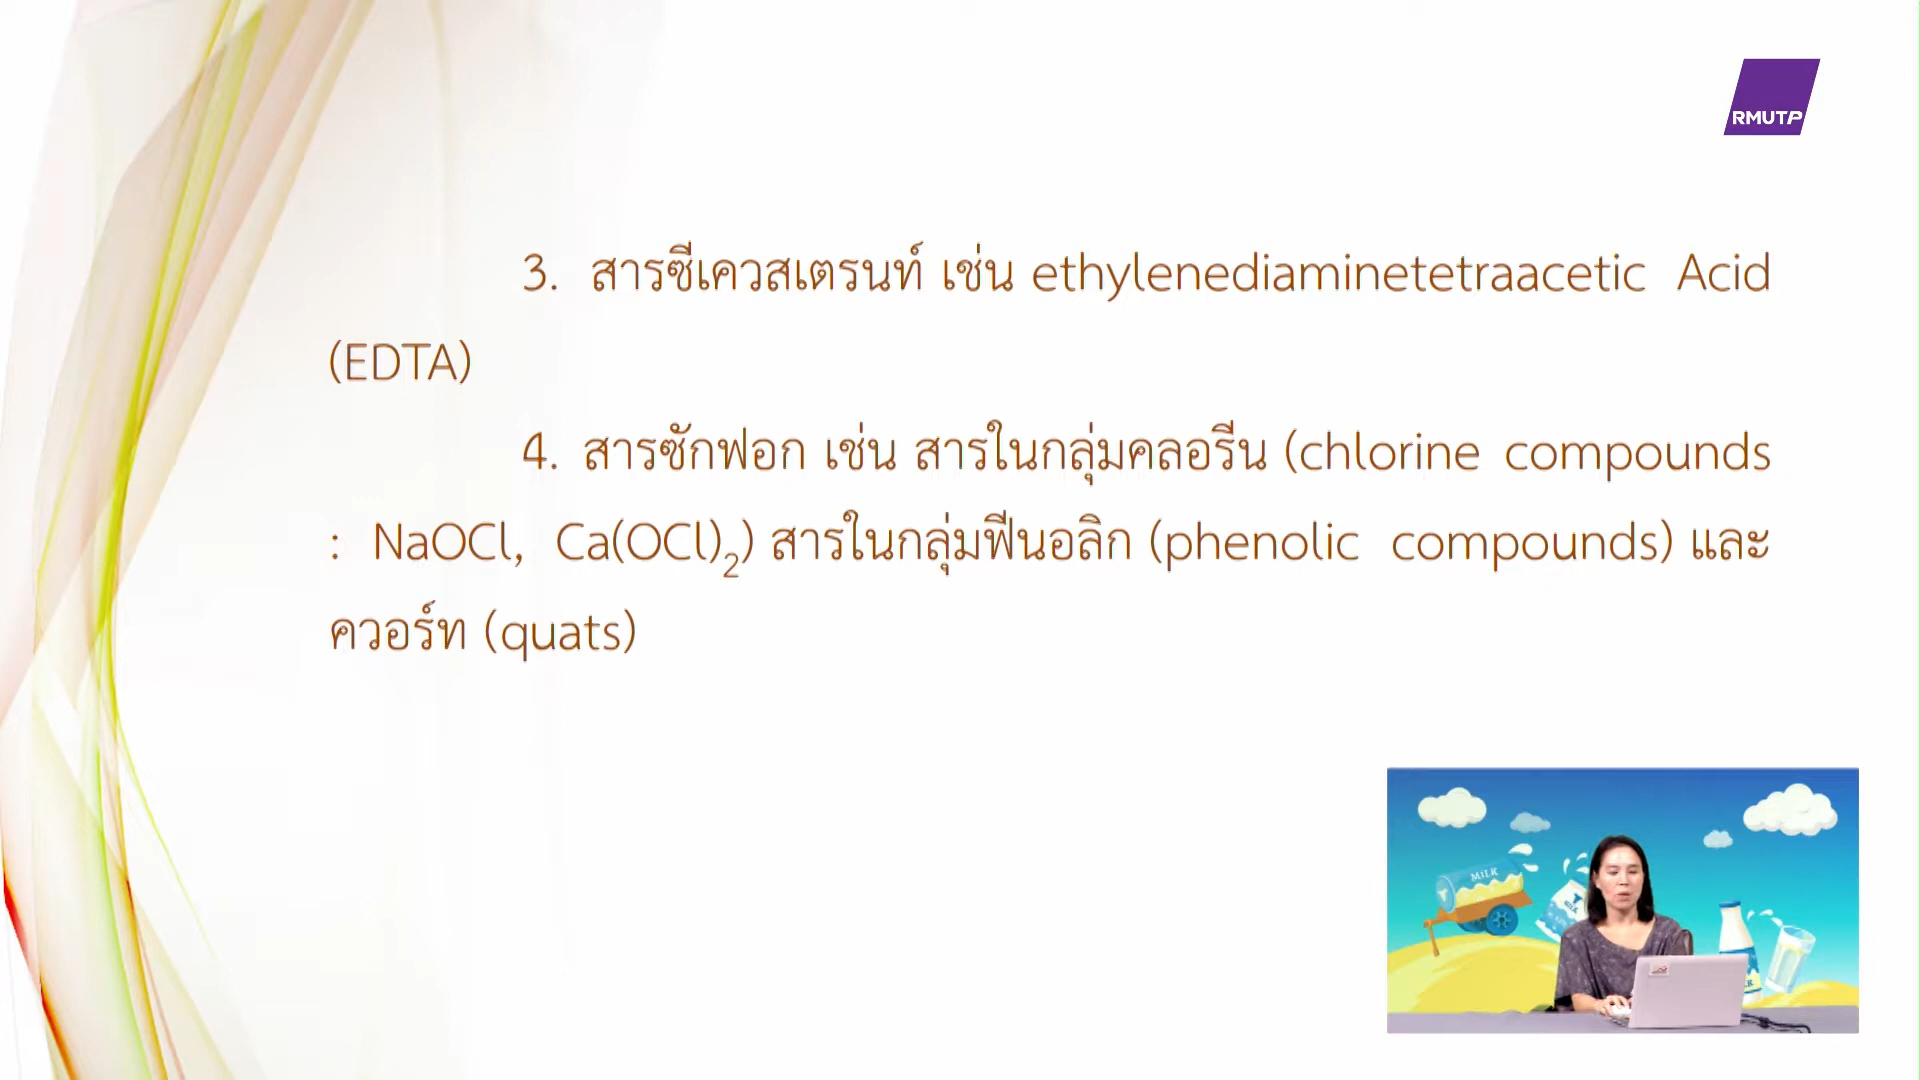 RMUTP
3. สารซีเควสเตรนท์ เช่น ethylenediaminetetraacetic Acid
(EDTA)
4. สารซักฟอก เช่น สารในกลุ่มคลอรีน (chlorine compounds
: NaOCl, Ca(OCl)₂) สารในกลุ่มฟีนอลิก (phenolic compounds) และ
ควอร์ท (quats)
MILK